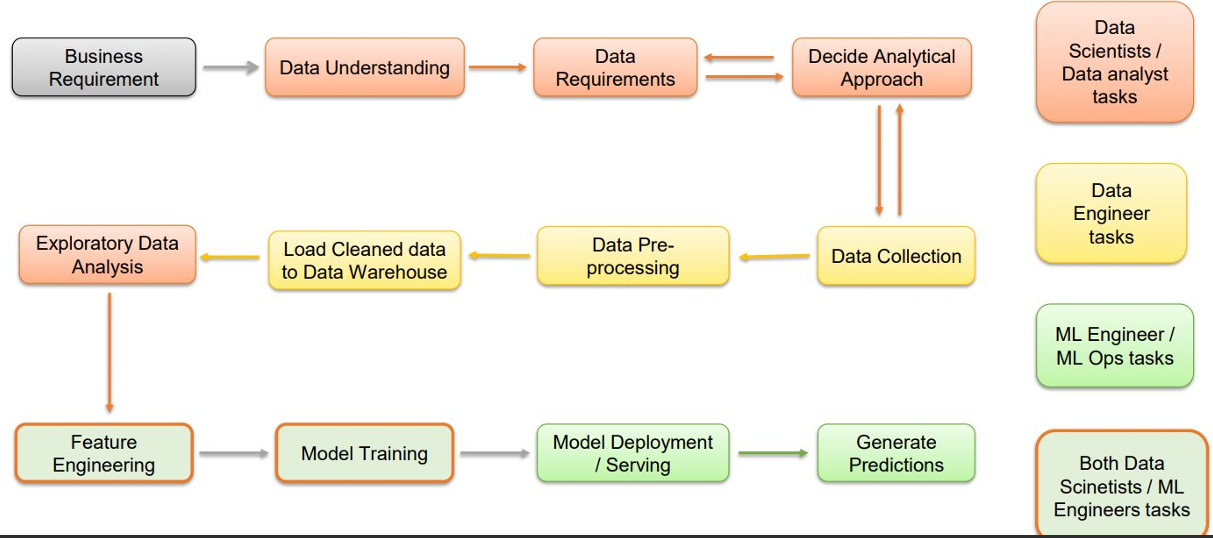 Business
Requirement
Data Understanding
Data
Requirements
Decide Analytical
Approach
Data
Scientists /
Data analyst
tasks
Exploratory Data
Analysis
Load Cleaned data
to Data Warehouse
Data Pre-
processing
Data Collection
Data
Engineer
tasks
ML Engineer /
ML Ops tasks
Feature
Engineering
Model Training
Model Deployment
/ Serving
Generate
Predictions
Both Data
Scinetists / ML
Engineers tasks